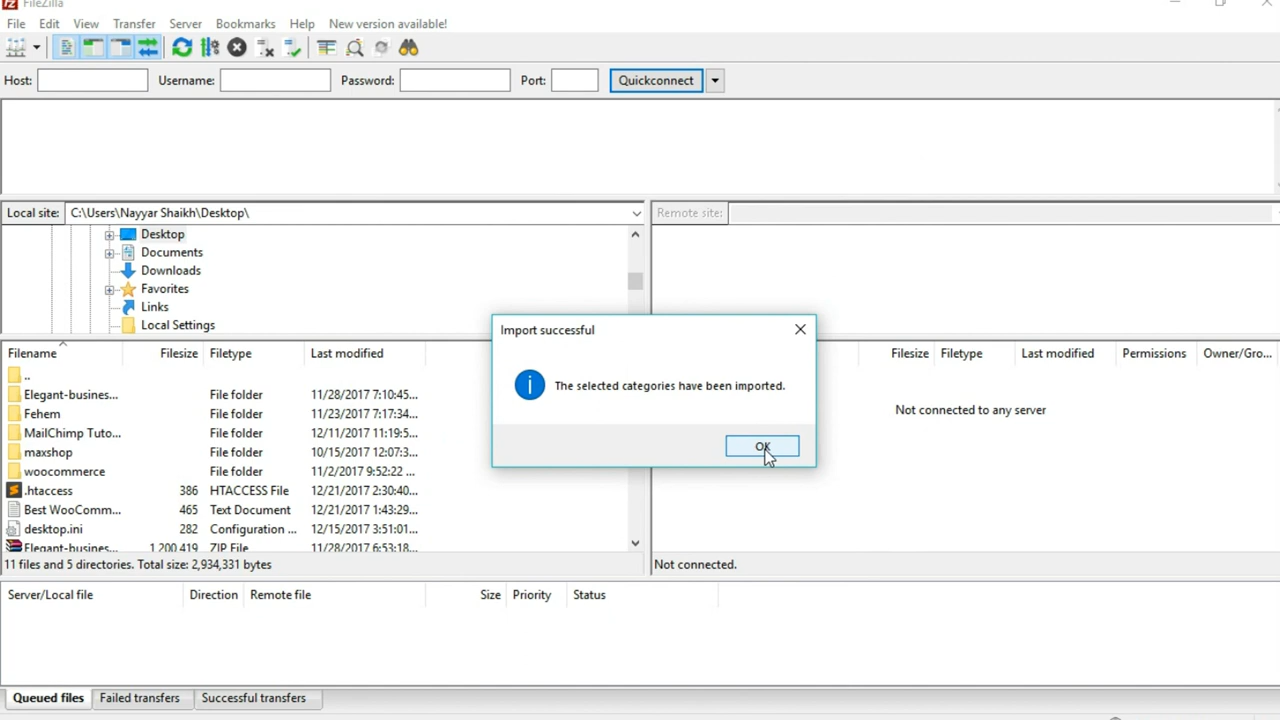 FileZilla
File Edit View Transfer Server Bookmarks Help New version available!
Host: Username: Password: Port: Quickconnect
Local site: C:\Users\Nayyar Shaikh\Desktop\
Remote site:
Desktop
Documents
Downloads
Favorites
Links
Local Settings
Import successful
The selected categories have been imported.
OK
Filename Filesize Filetype Last modified
..
Elegant-busines... File folder 11/28/2017 7:10:45...
Fehem File folder 11/23/2017 7:17:34...
MailChimp Tuto... File folder 12/11/2017 11:19:5...
maxshop File folder 10/15/2017 12:07:3...
woocommerce File folder 11/2/2017 9:52:22 ...
.htaccess 386 HTACCESS File 12/21/2017 2:30:40...
Best WooComm... 465 Text Document 12/21/2017 1:43:29...
desktop.ini 282 Configuration ... 12/15/2017 3:51:01...
Elegant-busines... 1,200,419 ZIP File 11/28/2017 6:53:18...
11 files and 5 directories. Total size: 2,934,331 bytes
Filesize Filetype Last modified Permissions Owner/Gro...
Not connected to any server
Not connected.
Server/Local file Direction Remote file Size Priority Status
Queued files Failed transfers Successful transfers